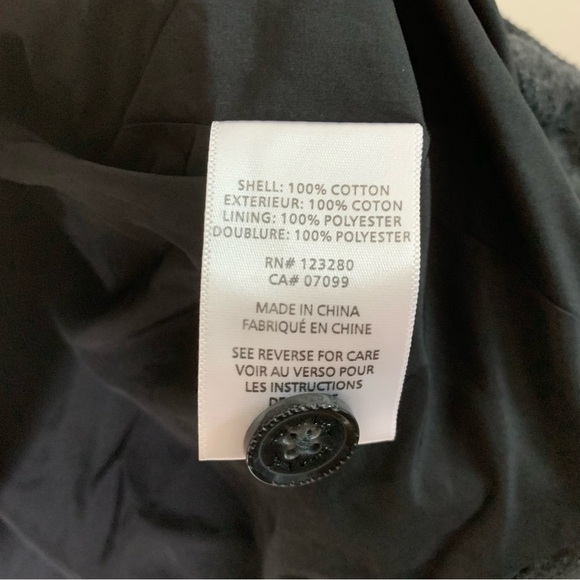 SHELL: 100% COTTON
EXTERIEUR: 100% COTON
LINING: 100% POLYESTER
DOUBLURE: 100% POLYESTER
RN# 123280
CA# 07099
MADE IN CHINA
FABRIQUÉ EN CHINE
SEE REVERSE FOR CARE
VOIR AU VERSO POUR
LES INSTRUCTIONS